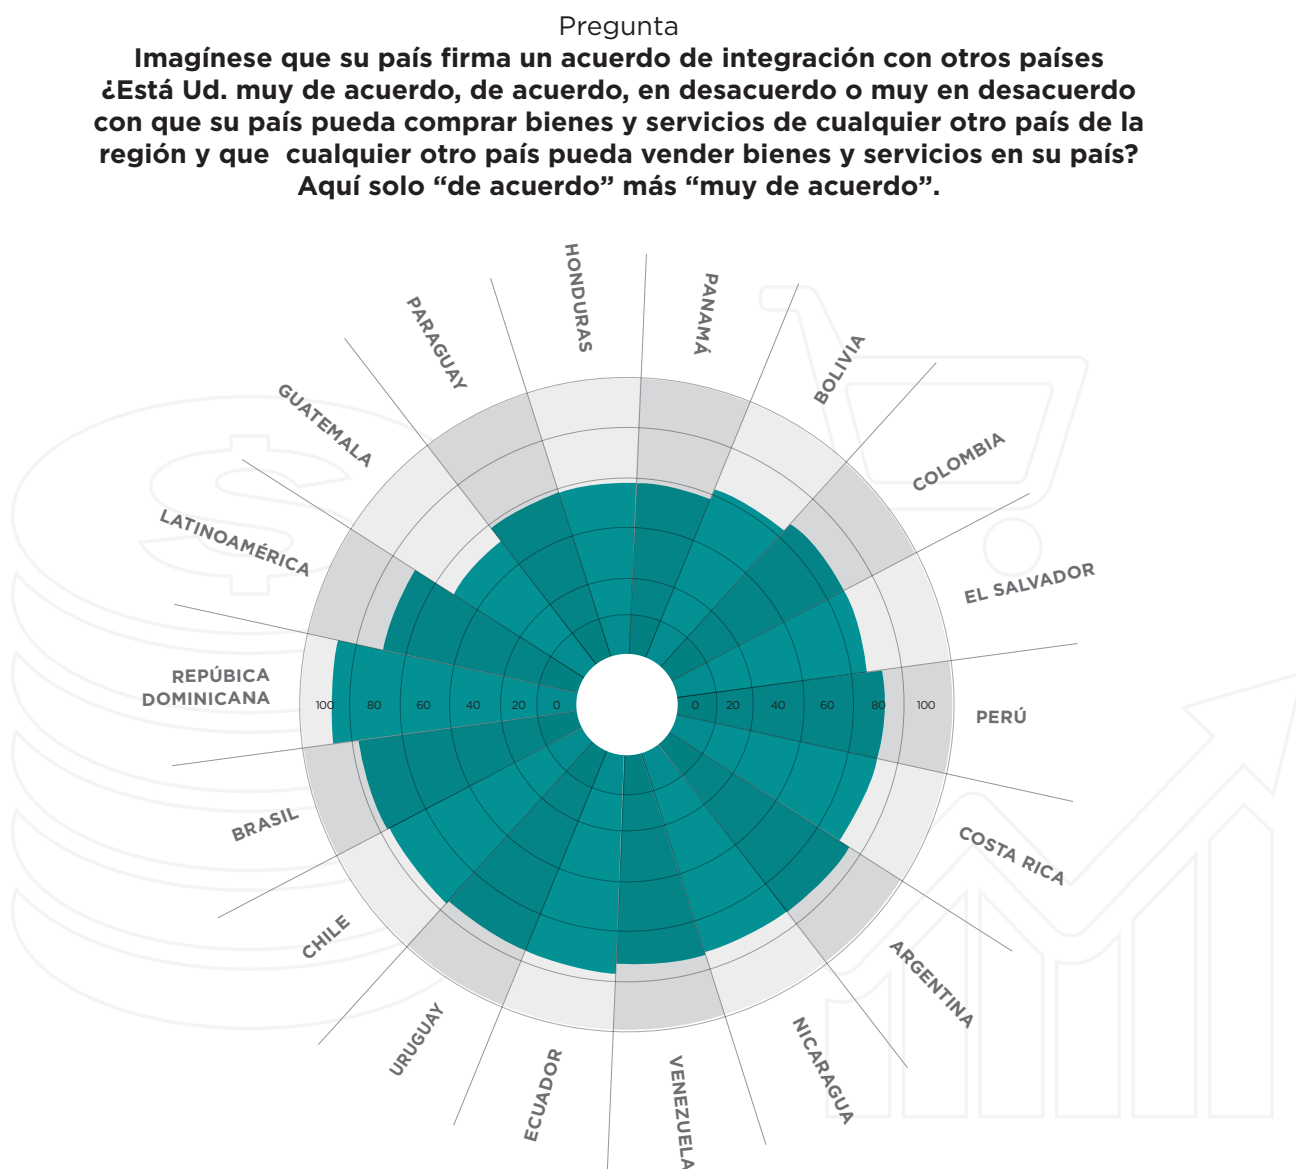 Pregunta
Imagínese que su país firma un acuerdo de integración con otros países
¿Está Ud. muy de acuerdo, de acuerdo, en desacuerdo o muy en desacuerdo
con que su país pueda comprar bienes y servicios de cualquier otro país de la
región y que cualquier otro país pueda vender bienes y servicios en su país?
Aquí solo “de acuerdo” más “muy de acuerdo”.
HONDURAS
PANAMÁ
PARAGUAY
BOLIVIA
GUATEMALA
COLOMBIA
LATINOAMÉRICA
EL SALVADOR
REPÚBICA
DOMINICANA
100 80 60 40 20 0 0 20 40 60 80 100
PERÚ
BRASIL
COSTA RICA
CHILE
ARGENTINA
URUGUAY
NICARAGUA
ECUADOR
VENEZUELA
$